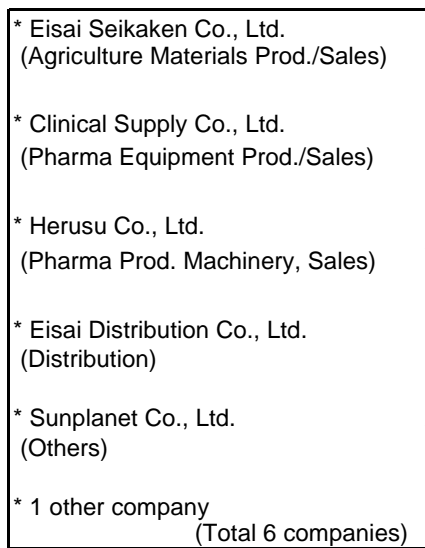 * Eisai Seikaken Co., Ltd.
(Agriculture Materials Prod./Sales)
* Clinical Supply Co., Ltd.
(Pharma Equipment Prod./Sales)
* Herusu Co., Ltd.
(Pharma Prod. Machinery, Sales)
* Eisai Distribution Co., Ltd.
(Distribution)
* Sunplanet Co., Ltd.
(Others)
* 1 other company
(Total 6 companies)